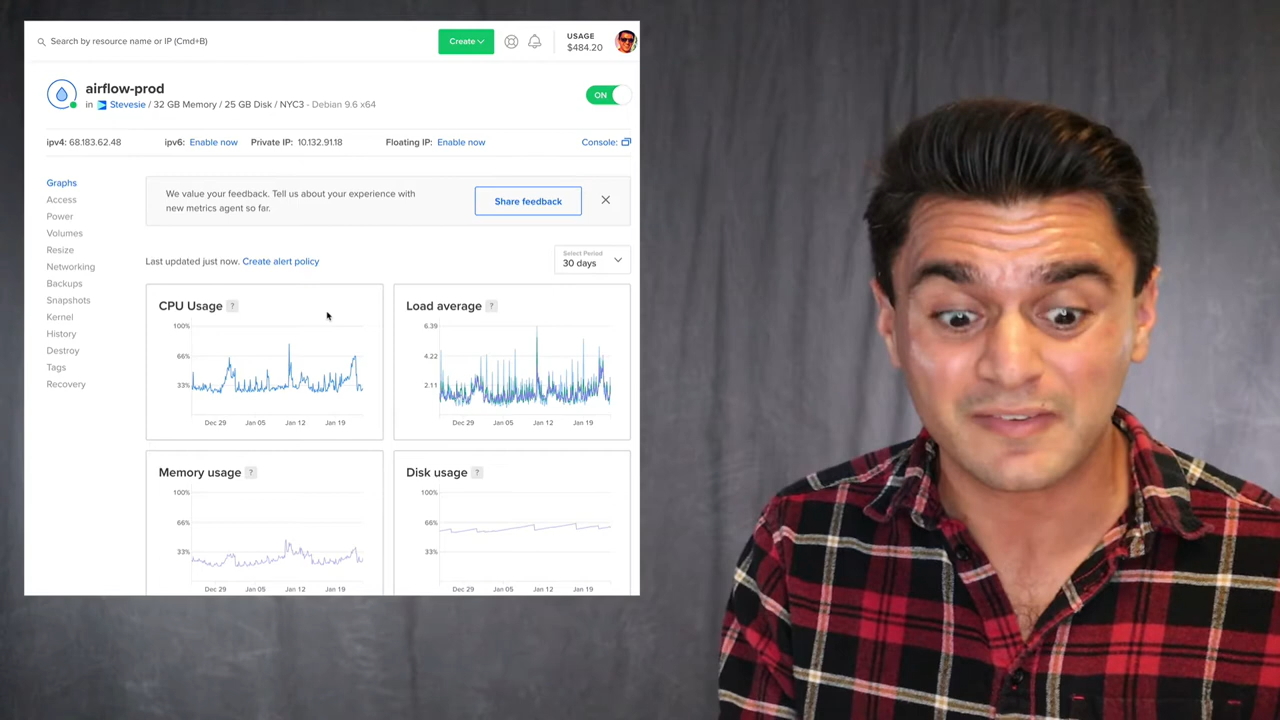 Search by resource name or IP (Cmd+B)
Create
USAGE
$484.20
airflow-prod
in Stevesie / 32 GB Memory / 25 GB Disk / NYC3 - Debian 9.6 x64
ON
ipv4: 68.183.62.48 ipv6: Enable now Private IP: 10.132.91.18 Floating IP: Enable now Console:
Graphs
Access
Power
Volumes
Resize
Networking
Backups
Snapshots
Kernel
History
Destroy
Tags
Recovery
We value your feedback. Tell us about your experience with
new metrics agent so far.
Share feedback
Last updated just now. Create alert policy
Select Period
30 days
CPU Usage ?
100%
66%
33%
Dec 29 Jan 05 Jan 12 Jan 19
Load average ?
6.39
4.22
2.11
Dec 29 Jan 05 Jan 12 Jan 19
Memory usage ?
100%
66%
33%
Dec 29 Jan 05 Jan 12 Jan 19
Disk usage ?
100%
66%
33%
Dec 29 Jan 05 Jan 12 Jan 19